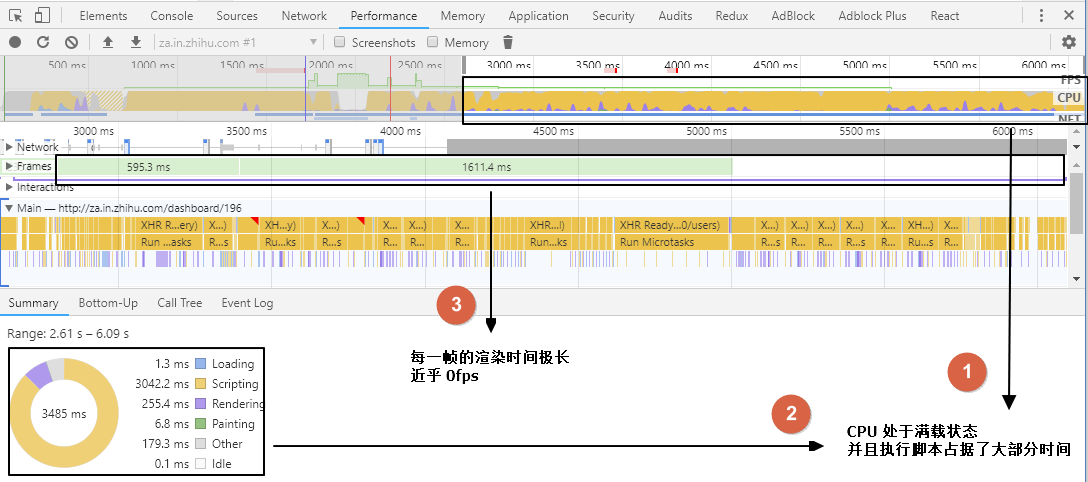 Elements Console Sources Network Performance Memory Application Security Audits Redux AdBlock Adblock Plus React
za.in.zhihu.com #1 Screenshots Memory
500 ms 1000 ms 1500 ms 2000 ms 2500 ms 3000 ms 3500 ms 4000 ms 4500 ms 5000 ms 5500 ms 6000 ms
FPS
CPU
NET
3000 ms 3500 ms 4000 ms 4500 ms 5000 ms 5500 ms 6000 ms
Network
Frames 595.3 ms 1611.4 ms
Interactions
Main — http://za.in.zhihu.com/dashboard/196
XHR R...ery) X...) XH...y) X...) X...) X...) X...) XHR...l) X...) XHR Ready...0/users) X...) X...) X...) X...) X...) XH...) X...)
Run ...asks R...s Ru...ks R...s R...s R...s R...s Run...ks R...s Run Microtasks R...s R...s R...s R...s R...s Ru...s R...s
Summary Bottom-Up Call Tree Event Log
Range: 2.61 s – 6.09 s
3485 ms
1.3 ms Loading
3042.2 ms Scripting
255.4 ms Rendering
6.8 ms Painting
179.3 ms Other
0.1 ms Idle
3
每一帧的渲染时间极长
近乎 0fps
1
2
CPU 处于满载状态
并且执行脚本占据了大部分时间